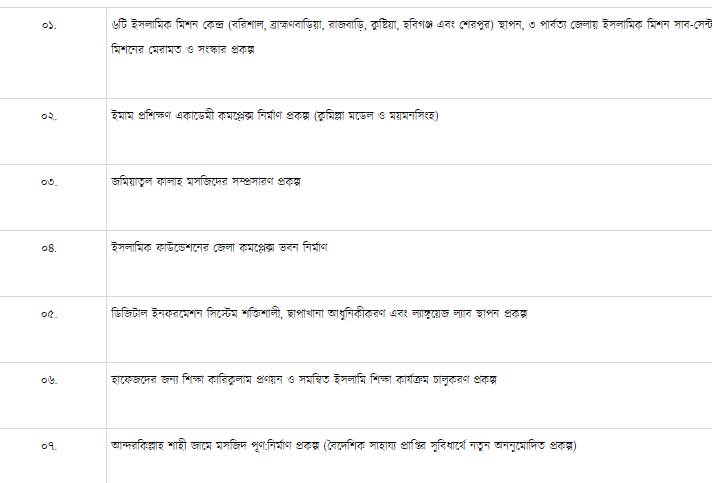 ০১. ৬টি ইসলামিক মিশন কেন্দ্র (বরিশাল, ব্রাহ্মণবাড়িয়া, রাজবাড়ি, কুষ্টিয়া, হবিগঞ্জ এবং শেরপুর) স্থাপন, ৩ পার্বত্য জেলায় ইসলামিক মিশন সাব-সেন্ট
মিশনের মেরামত ও সংস্কার প্রকল্প
০২. ইমাম প্রশিক্ষণ একাডেমী কমপ্লেক্স নির্মাণ প্রকল্প (কুমিল্লা মডেল ও ময়মনসিংহ)
০৩. জমিয়াতুল ফালাহ মসজিদের সম্প্রসারণ প্রকল্প
০৪. ইসলামিক ফাউন্ডেশনের জেলা কমপ্লেক্স ভবন নির্মাণ
০৫. ডিজিটাল ইনফরমেশন সিস্টেম শক্তিশালী, ছাপাখানা আধুনিকীকরণ এবং ল্যাঙ্গুয়েজ ল্যাব স্থাপন প্রকল্প
০৬. হাফেজদের জন্য শিক্ষা কারিকুলাম প্রণয়ন ও সমন্বিত ইসলামি শিক্ষা কার্যক্রম চালুকরণ প্রকল্প
০৭. আন্দরকিল্লাহ শাহী জামে মসজিদ পূণ:নির্মাণ প্রকল্প (বৈদেশিক সাহায্য প্রাপ্তির সুবিধার্থে নতুন অননুমোদিত প্রকল্প)